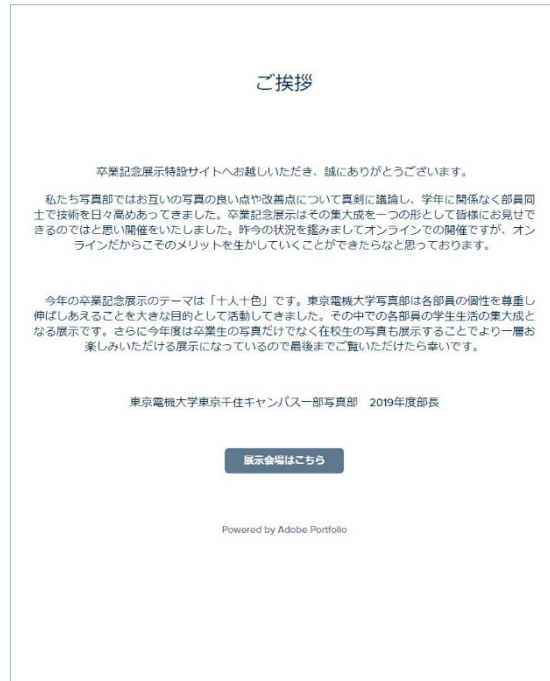 ご挨拶
卒業記念展示特設サイトへお越しいただき、誠にありがとうございます。
私たち写真部ではお互いの写真の良い点や改善点について真剣に議論し、学年に関係なく部員同
士で技術を日々高めあってきました。卒業記念展示はその集大成を一つの形として皆様にお見せで
きるのではと思い開催をいたしました。昨今の状況を鑑みましてオンラインでの開催ですが、オン
ラインだからこそのメリットを生かしていくことができたらなと思っております。
今年の卒業記念展示のテーマは「十人十色」です。東京電機大学写真部は各部員の個性を尊重し
伸ばしあえることを大きな目的として活動してきました。その中での各部員の学生生活の集大成と
なる展示です。さらに今年度は卒業生の写真だけでなく在校生の写真も展示することでより一層お
楽しみいただける展示になっているので最後までご覧いただけたら幸いです。
東京電機大学東京千住キャンパス一部写真部　2019年度部長
展示会場はこちら
Powered by Adobe Portfolio